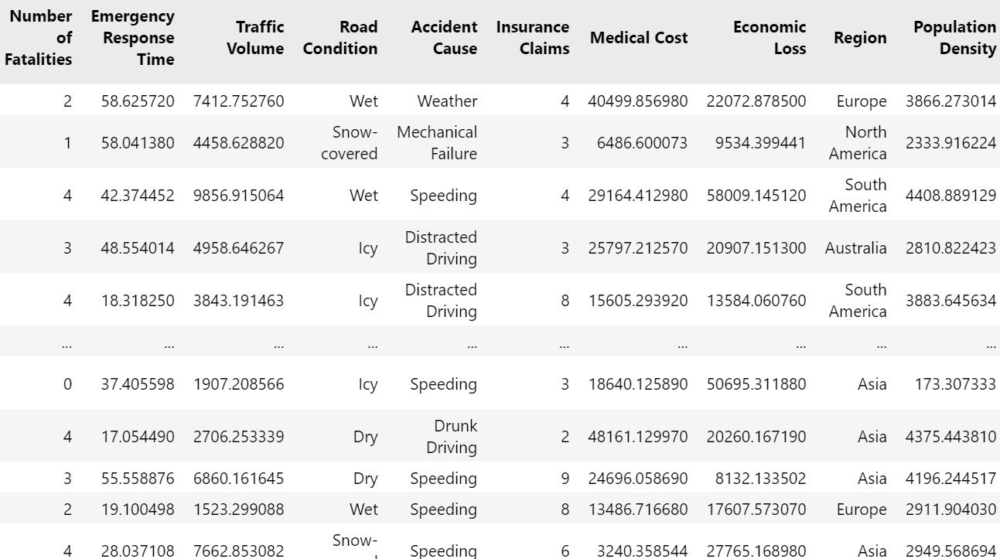 Number of Fatalities Emergency Response Time Traffic Volume Road Condition Accident Cause Insurance Claims Medical Cost Economic Loss Region Population Density
2 58.625720 7412.752760 Wet Weather 4 40499.856980 22072.878500 Europe 3866.273014
1 58.041380 4458.628820 Snow-covered Mechanical Failure 3 6486.600073 9534.399441 North America 2333.916224
4 42.374452 9856.915064 Wet Speeding 4 29164.412980 58009.145120 South America 4408.889129
3 48.554014 4958.646267 Icy Distracted Driving 3 25797.212570 20907.151300 Australia 2810.822423
4 18.318250 3843.191463 Icy Distracted Driving 8 15605.293920 13584.060760 South America 3883.645634
... ... ... ... ... ... ... ... ... ...
0 37.405598 1907.208566 Icy Speeding 3 18640.125890 50695.311880 Asia 173.307333
4 17.054490 2706.253339 Dry Drunk Driving 2 48161.129970 20260.167190 Asia 4375.443810
3 55.558876 6860.161645 Dry Speeding 9 24696.058690 8132.133502 Asia 4196.244517
2 19.100498 1523.299088 Wet Speeding 8 13486.716680 17607.573070 Europe 2911.904030
4 28.037108 7662.853082 Snow- Speeding 6 3240.358544 27765.168980 Asia 2949.568694